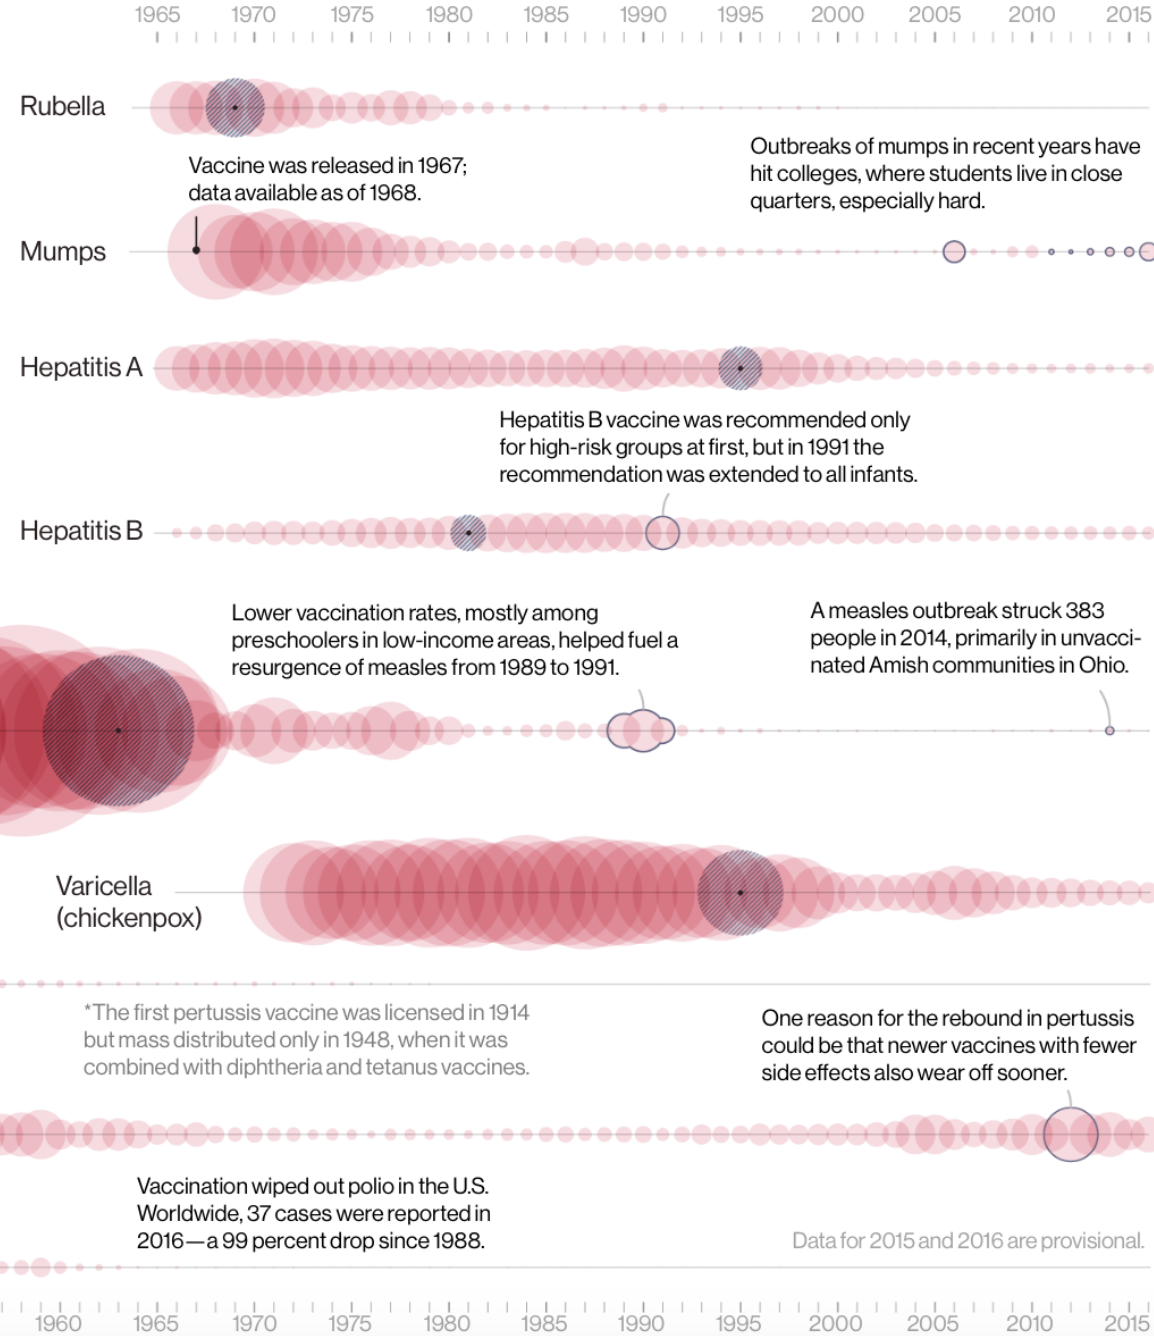 1965 1970 1975 1980 1985 1990 1995 2000 2005 2010 2015
Rubella
Vaccine was released in 1967;
data available as of 1968.
Outbreaks of mumps in recent years have
hit colleges, where students live in close
quarters, especially hard.
Mumps
Hepatitis A
Hepatitis B vaccine was recommended only
for high-risk groups at first, but in 1991 the
recommendation was extended to all infants.
Hepatitis B
Lower vaccination rates, mostly among
preschoolers in low-income areas, helped fuel a
resurgence of measles from 1989 to 1991.
A measles outbreak struck 383
people in 2014, primarily in unvacci-
nated Amish communities in Ohio.
Varicella
(chickenpox)
*The first pertussis vaccine was licensed in 1914
but mass distributed only in 1948, when it was
combined with diphtheria and tetanus vaccines.
One reason for the rebound in pertussis
could be that newer vaccines with fewer
side effects also wear off sooner.
Vaccination wiped out polio in the U.S.
Worldwide, 37 cases were reported in
2016—a 99 percent drop since 1988.
Data for 2015 and 2016 are provisional.
1960 1965 1970 1975 1980 1985 1990 1995 2000 2005 2010 2015